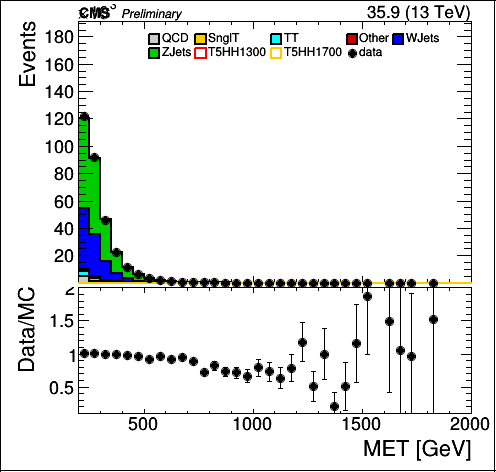 CMS Preliminary 35.9 (13 TeV)
Events
180
160
140
120
100
80
60
40
20
QCD SnglT TT Other WJets
ZJets T5HH1300 T5HH1700 data
Data/MC
2
1.5
1
0.5
500 1000 1500 2000
MET [GeV]